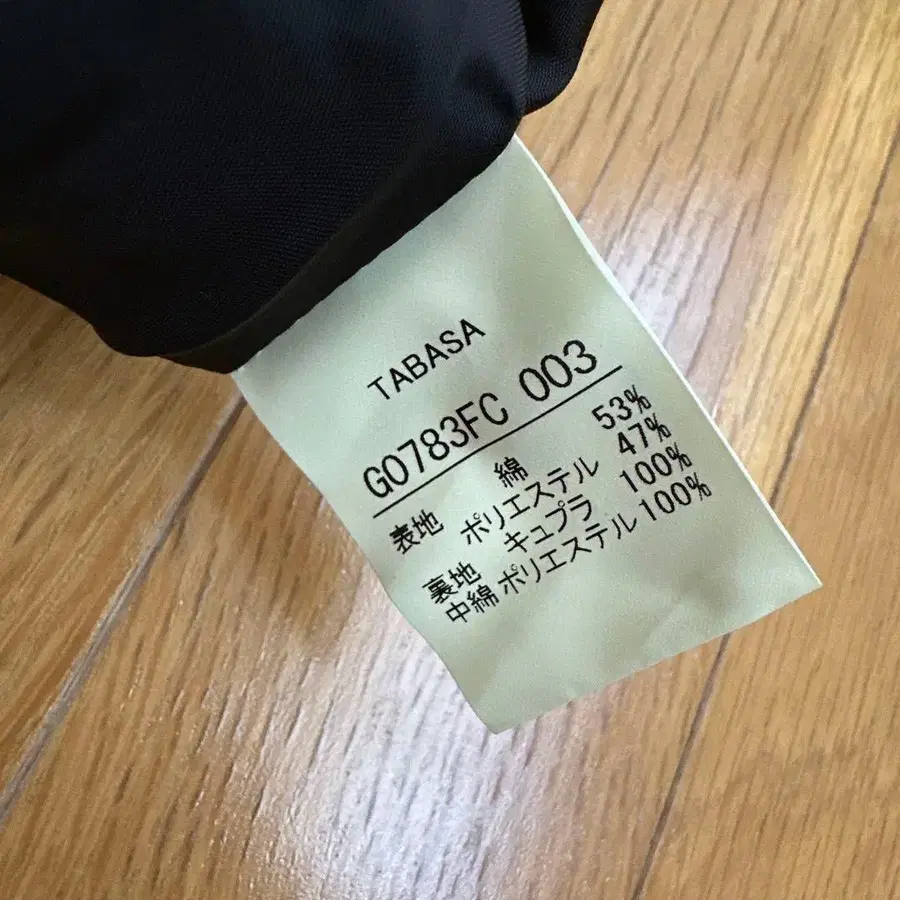 TABASA
G0783FC 003
表地 綿 53%
ポリエステル 47%
裏地 キュプラ 100%
中綿 ポリエステル 100%